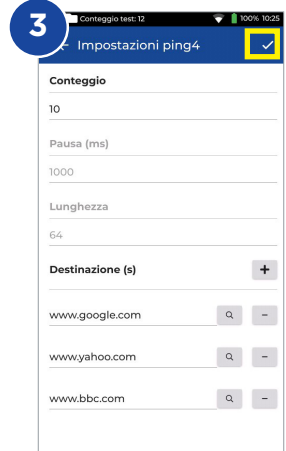 3
Conteggio test: 12 100% 10:25
Impostazioni ping4
Conteggio
10
Pausa (ms)
1000
Lunghezza
64
Destinazione (s)
www.google.com
www.yahoo.com
www.bbc.com